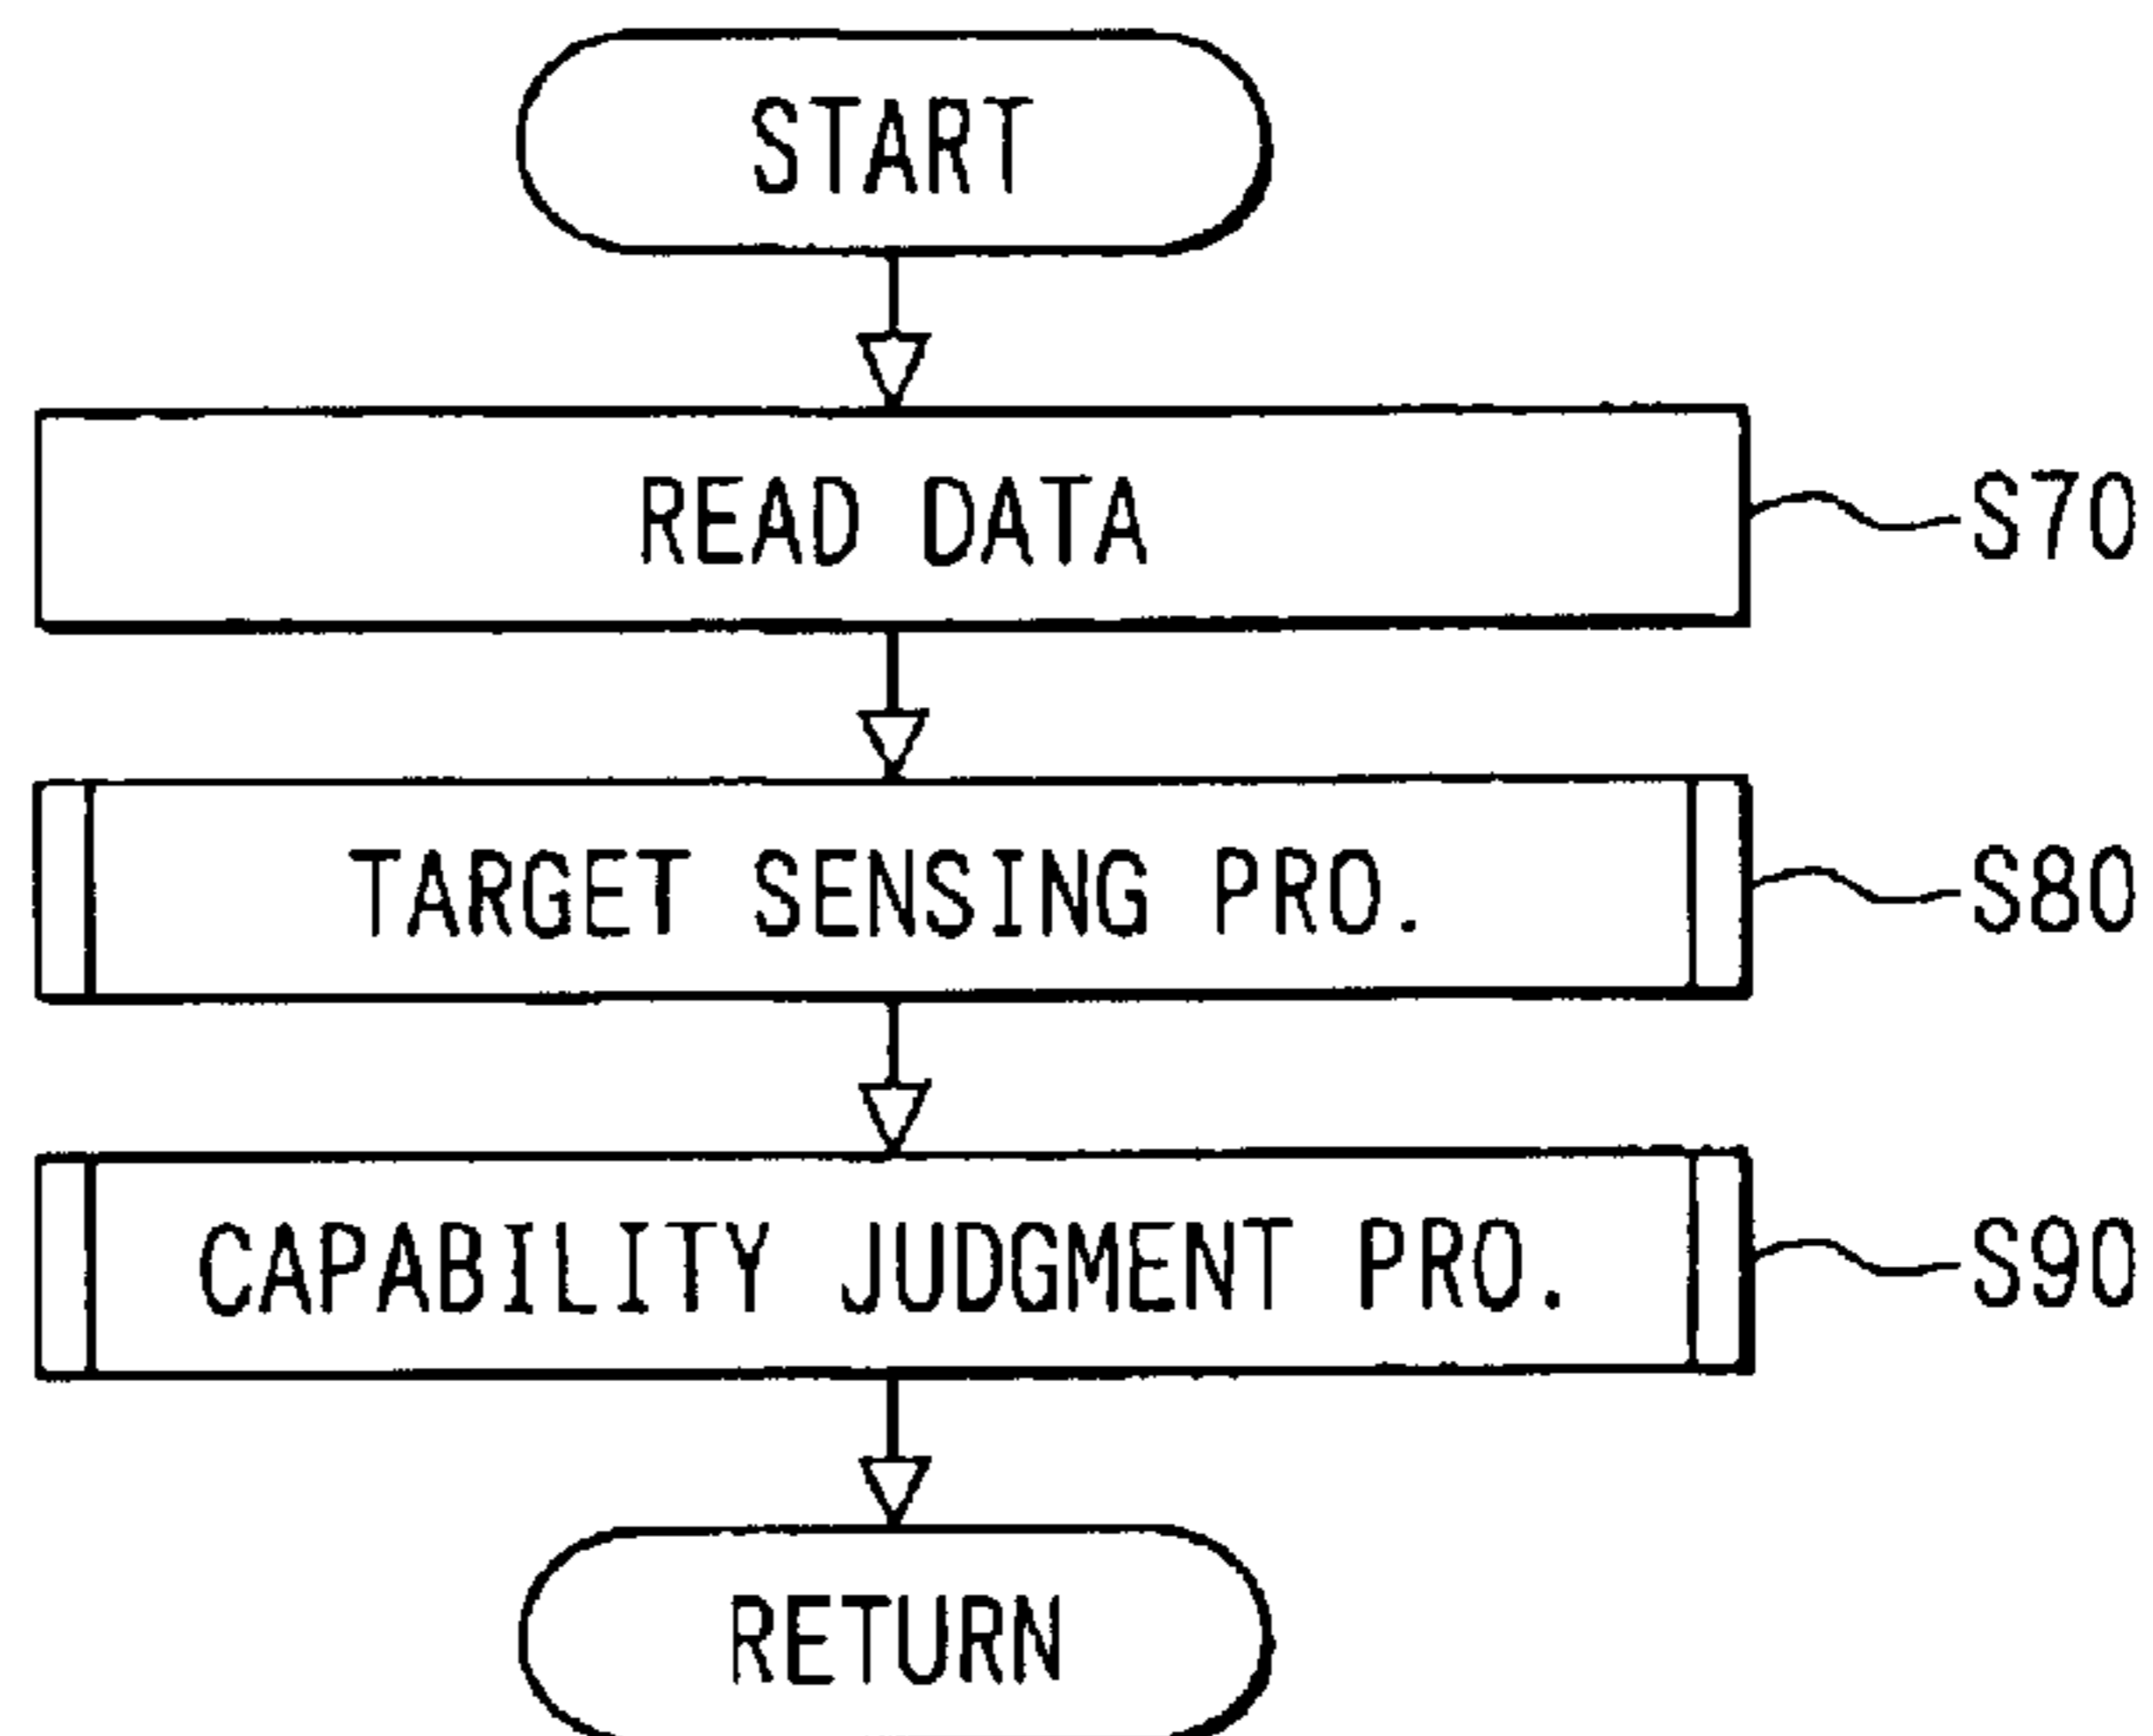 START
READ DATA
S70
TARGET SENSING PRO.
S80
CAPABILITY JUDGMENT PRO.
S90
RETURN